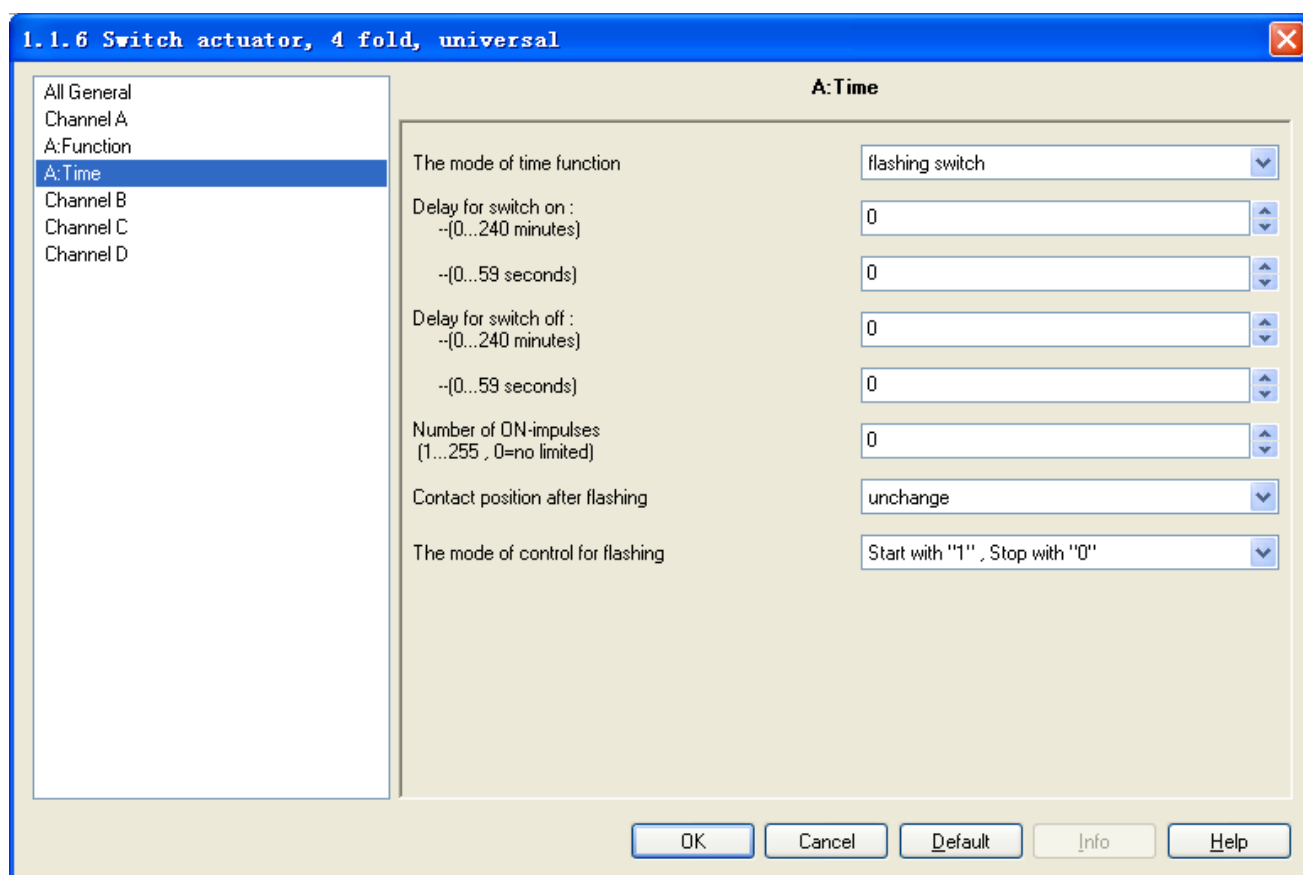 1.1.6 Switch actuator, 4 fold, universal
All General
Channel A
A:Function
A:Time
Channel B
Channel C
Channel D
A:Time
The mode of time function
flashing switch
Delay for switch on :
--(0...240 minutes)
0
--(0...59 seconds)
0
Delay for switch off :
--(0...240 minutes)
0
--(0...59 seconds)
0
Number of ON-impulses
(1...255 , 0=no limited)
0
Contact position after flashing
unchange
The mode of control for flashing
Start with "1" , Stop with "0"
OK
Cancel
Default
Info
Help